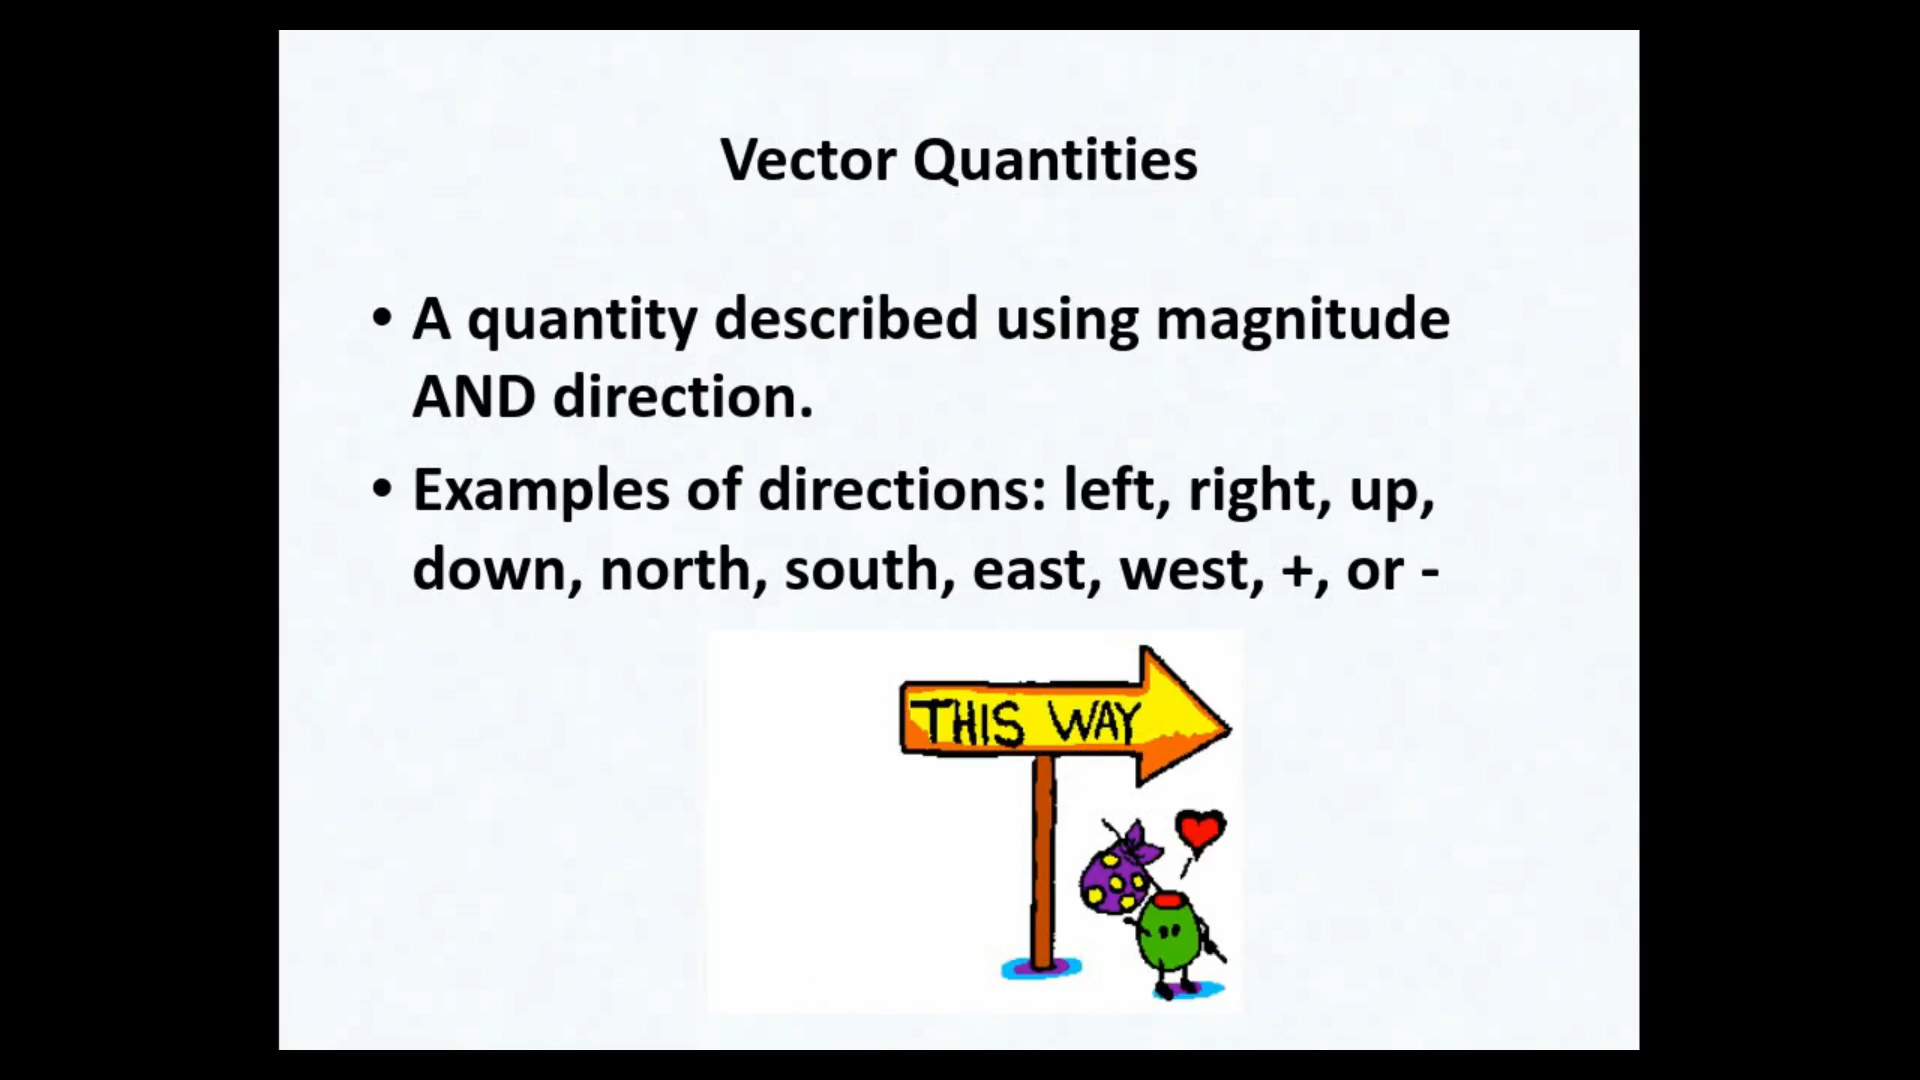 Vector Quantities
• A quantity described using magnitude
AND direction.
• Examples of directions: left, right, up,
down, north, south, east, west, +, or -
THIS WAY